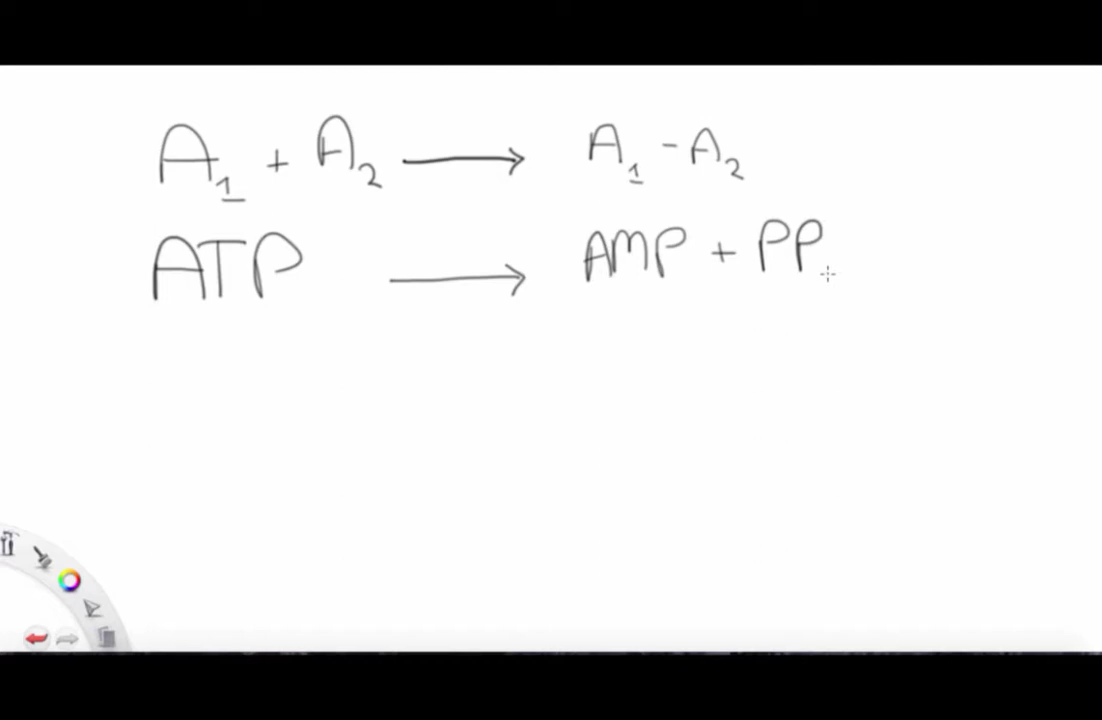 A₁ + A₂ ⟶ A₁ - A₂
ATP ⟶ AMP + PP